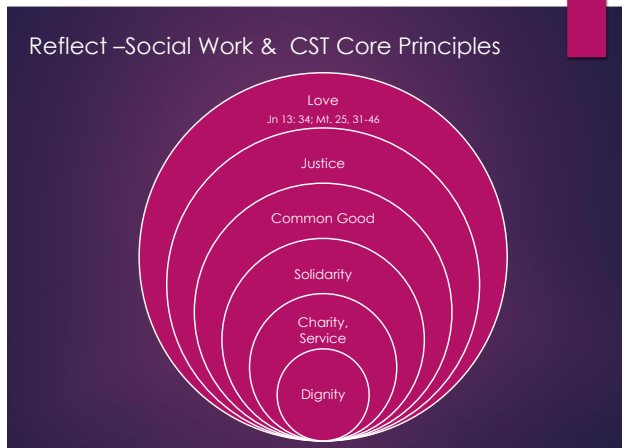 Reflect –Social Work & CST Core Principles
Love
Jn 13: 34; Mt. 25, 31-46
Justice
Common Good
Solidarity
Charity,
Service
Dignity